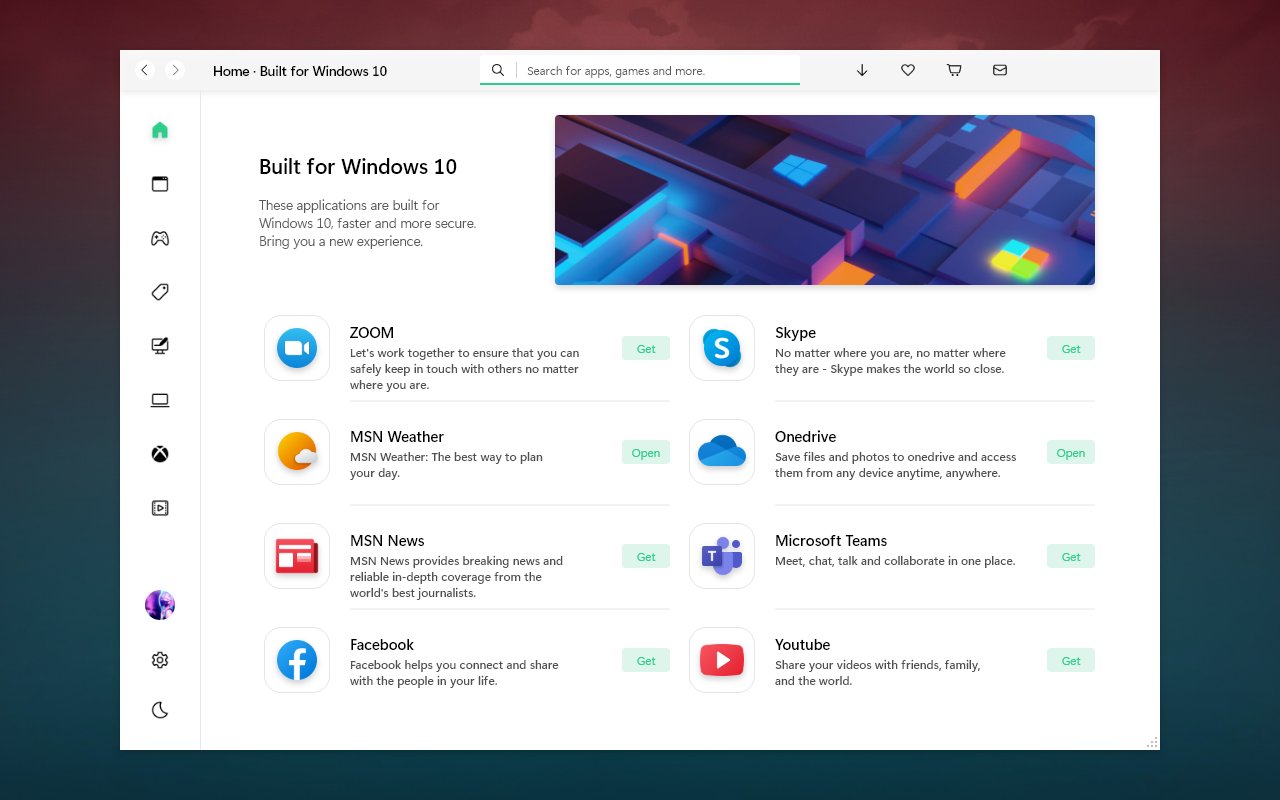 Home · Built for Windows 10
Search for apps, games and more.
Built for Windows 10
These applications are built for
Windows 10, faster and more secure.
Bring you a new experience.
ZOOM
Let's work together to ensure that you can
safely keep in touch with others no matter
where you are.
Get
S
Skype
No matter where you are, no matter where
they are - Skype makes the world so close.
Get
MSN Weather
MSN Weather: The best way to plan
your day.
Open
Onedrive
Save files and photos to onedrive and access
them from any device anytime, anywhere.
Open
MSN News
MSN News provides breaking news and
reliable in-depth coverage from the
world's best journalists.
Get
T
Microsoft Teams
Meet, chat, talk and collaborate in one place.
Get
f
Facebook
Facebook helps you connect and share
with the people in your life.
Get
Youtube
Share your videos with friends, family,
and the world.
Get